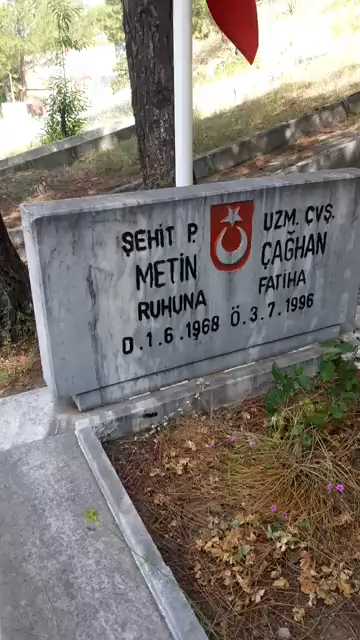 ŞEHİT P. UZM. ÇVŞ.
METİN ÇAĞHAN
RUHUNA FATİHA
D.1.6.1968 Ö.3.7.1996